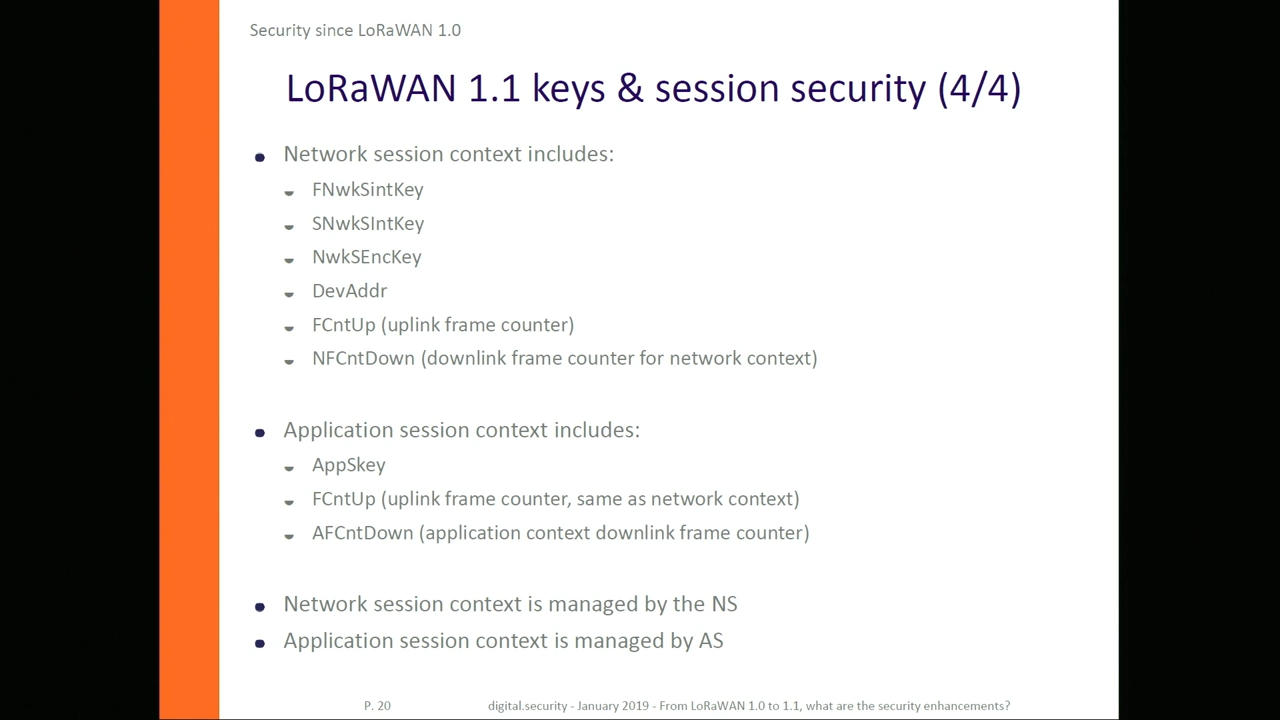 Security since LoRaWAN 1.0
LoRaWAN 1.1 keys & session security (4/4)
Network session context includes:
FNwkSintKey
SNwkSIntKey
NwkSEncKey
DevAddr
FCntUp (uplink frame counter)
NFCntDown (downlink frame counter for network context)
Application session context includes:
AppSkey
FCntUp (uplink frame counter, same as network context)
AFCntDown (application context downlink frame counter)
Network session context is managed by the NS
Application session context is managed by AS
P. 20 digital.security - January 2019 - From LoRaWAN 1.0 to 1.1, what are the security enhancements?